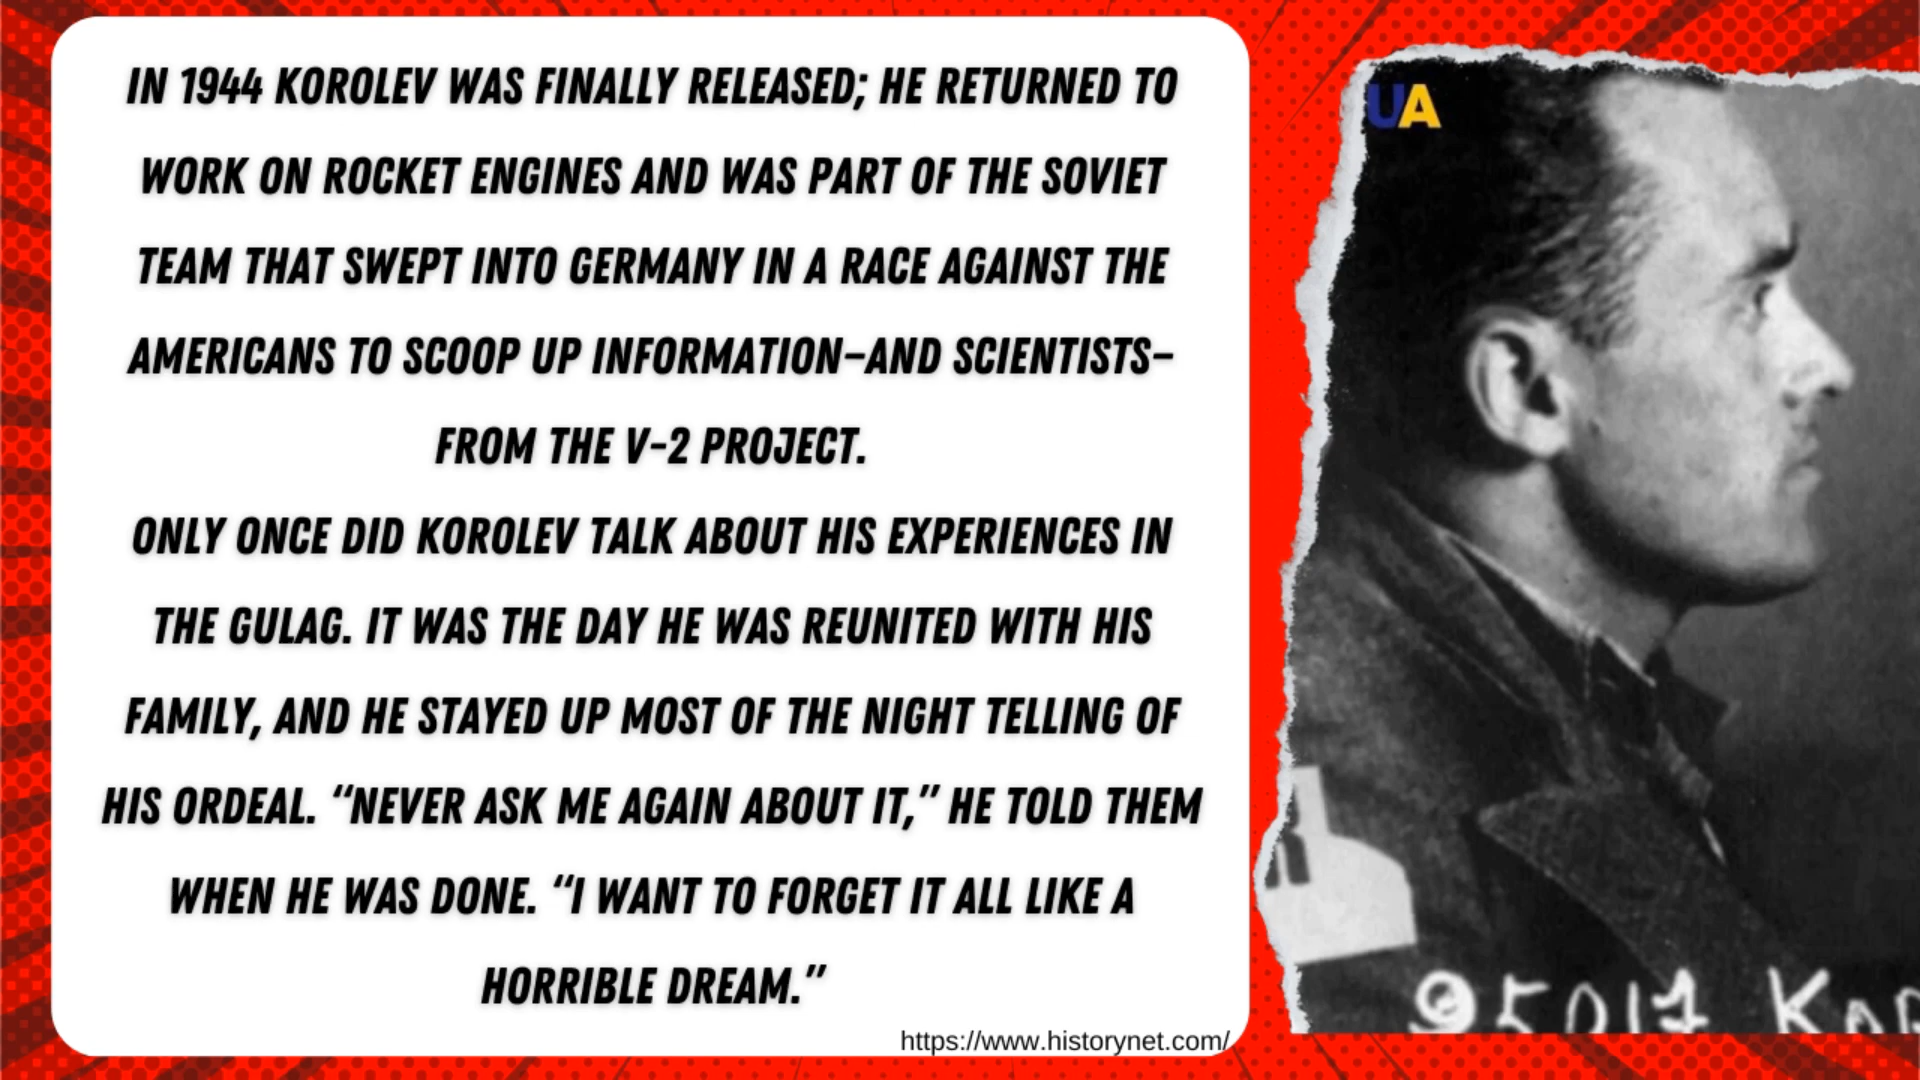 IN 1944 KOROLEV WAS FINALLY RELEASED; HE RETURNED TO
WORK ON ROCKET ENGINES AND WAS PART OF THE SOVIET
TEAM THAT SWEPT INTO GERMANY IN A RACE AGAINST THE
AMERICANS TO SCOOP UP INFORMATION–AND SCIENTISTS–
FROM THE V-2 PROJECT.
ONLY ONCE DID KOROLEV TALK ABOUT HIS EXPERIENCES IN
THE GULAG. IT WAS THE DAY HE WAS REUNITED WITH HIS
FAMILY, AND HE STAYED UP MOST OF THE NIGHT TELLING OF
HIS ORDEAL. “NEVER ASK ME AGAIN ABOUT IT,” HE TOLD THEM
WHEN HE WAS DONE. “I WANT TO FORGET IT ALL LIKE A
HORRIBLE DREAM.”
https://www.historynet.com/
UA